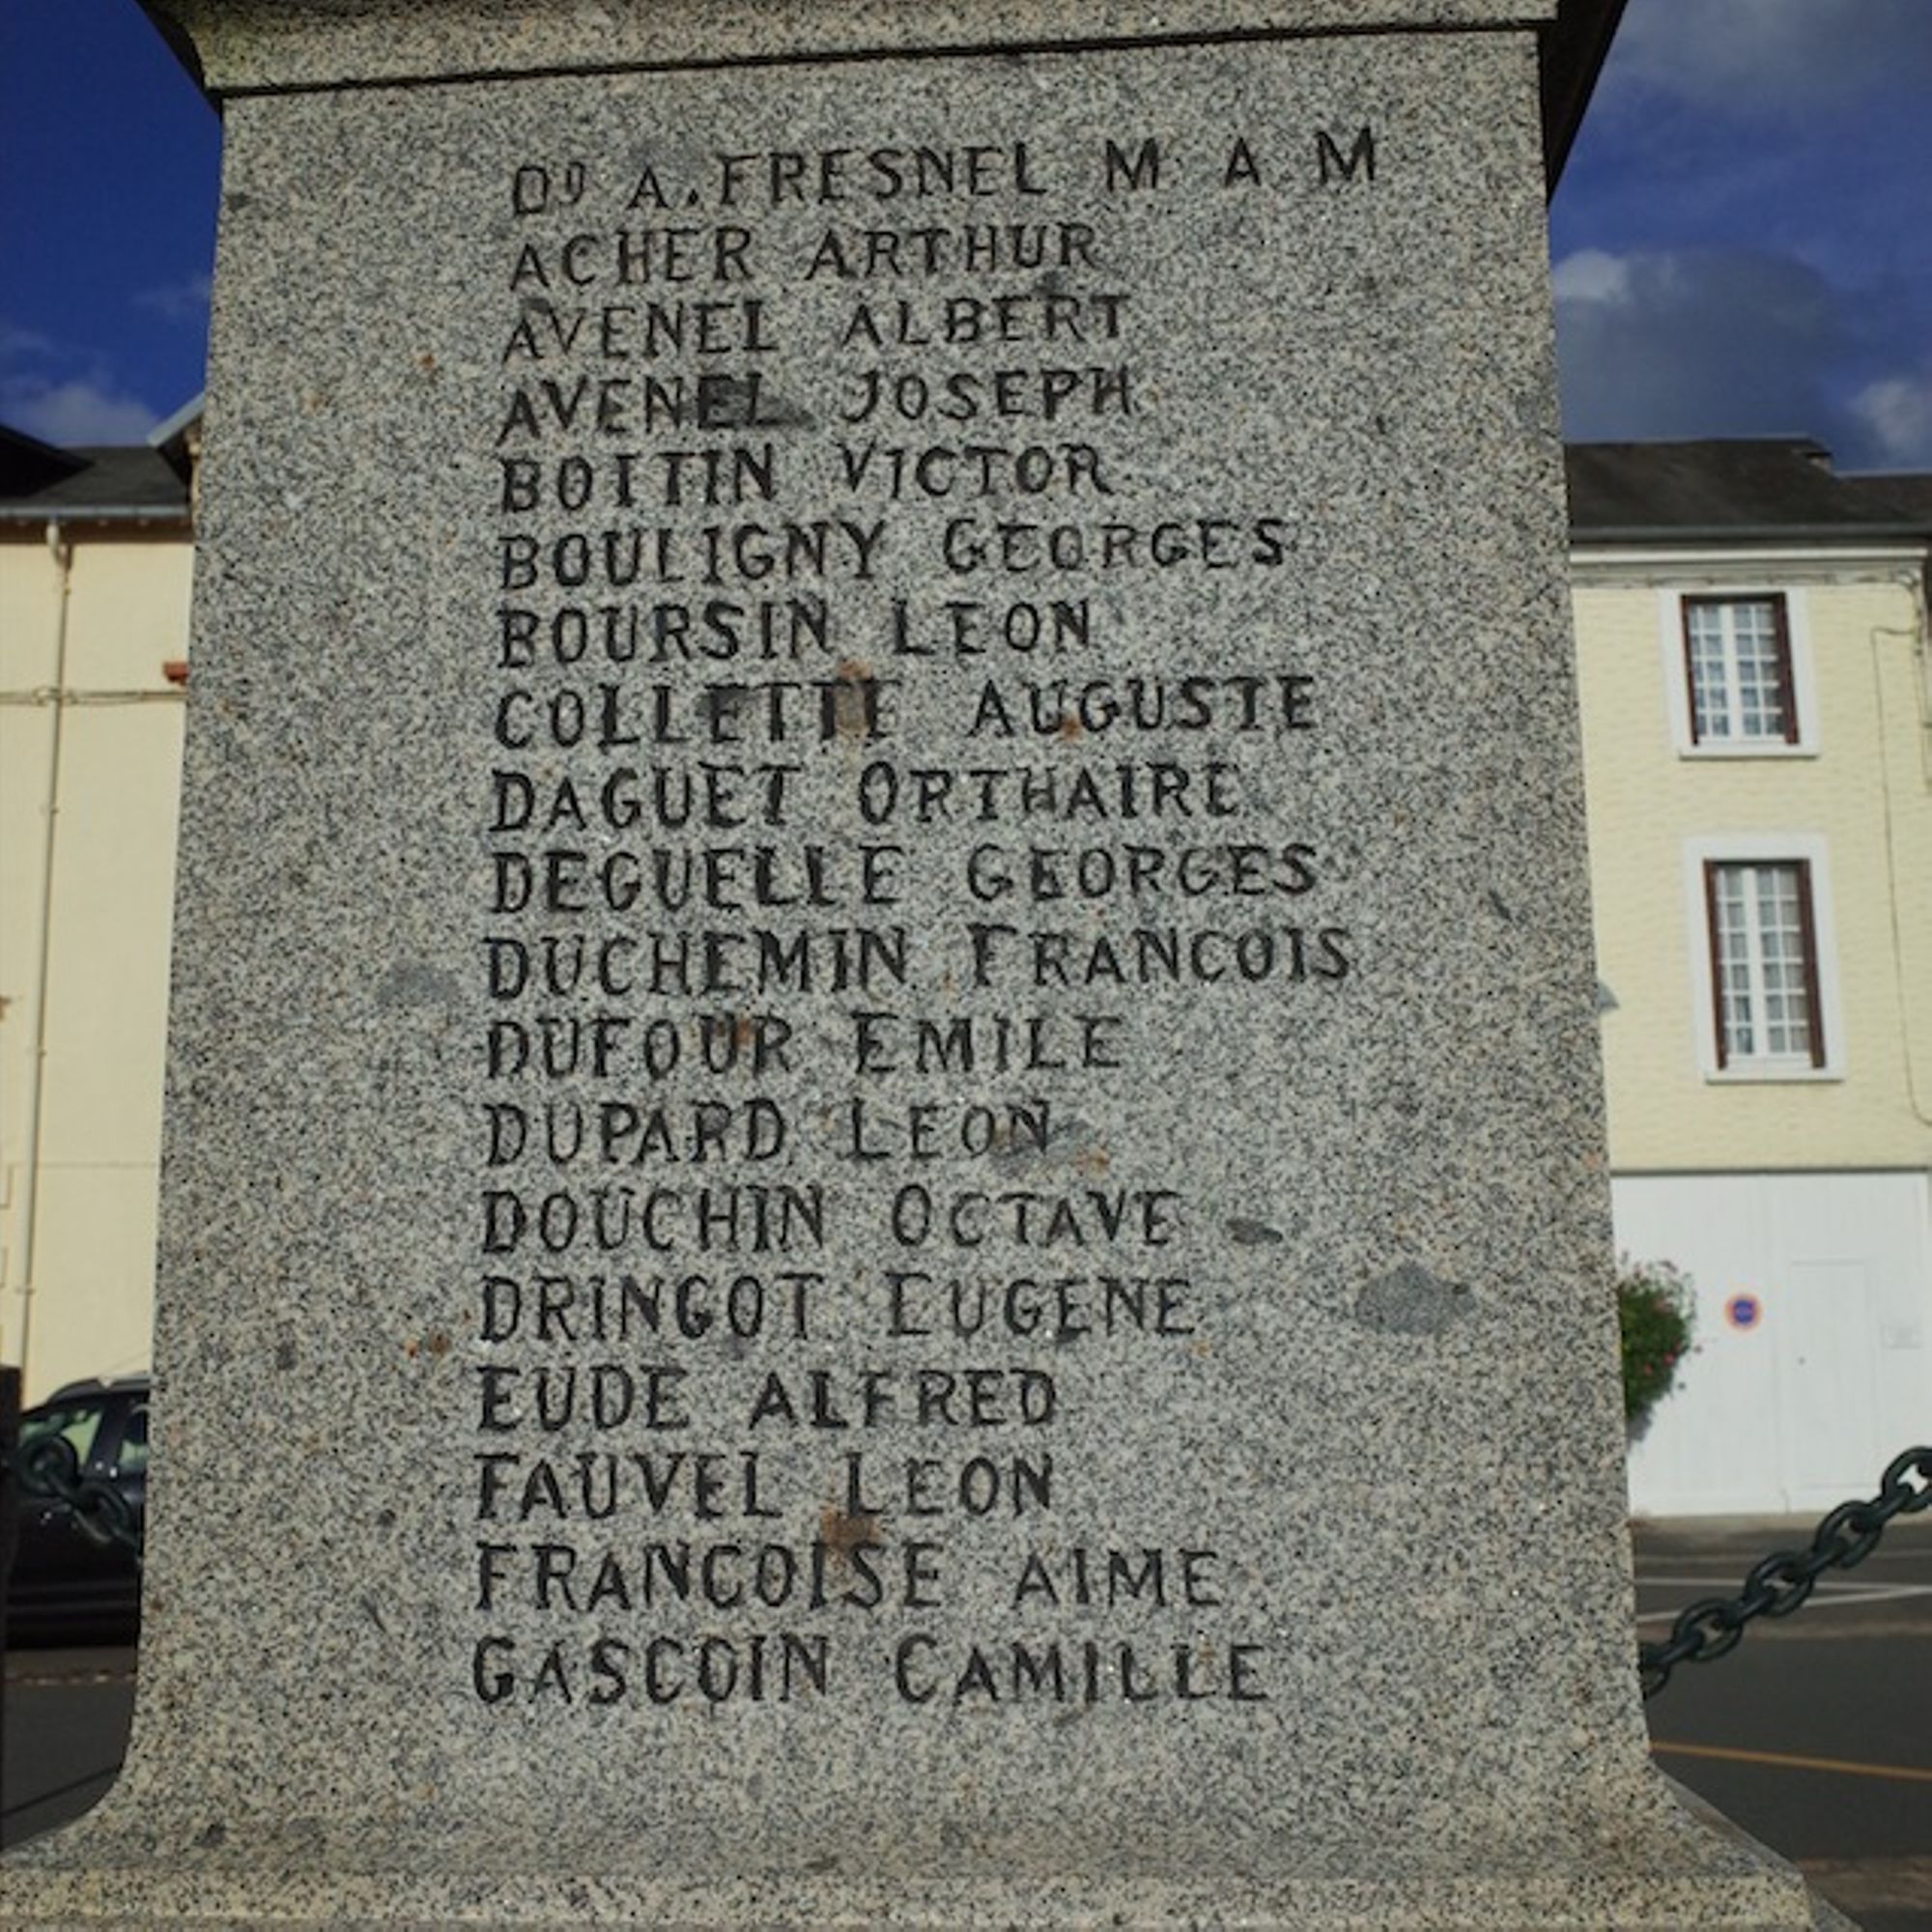 Dʳ A. FRESNEL M A M
ACHER ARTHUR
AVENEL ALBERT
AVENEL JOSEPH
BOITIN VICTOR
BOULIGNY GEORGES
BOURSIN LEON
COLLETTE AUGUSTE
DAGUET ORTHAIRE
DEGUELLE GEORGES
DUCHEMIN FRANCOIS
DUFOUR EMILE
DUPARD LEON
DOUCHIN OCTAVE
DRINGOT EUGENE
EUDE ALFRED
FAUVEL LEON
FRANCOISE AIME
GASCOIN CAMILLE